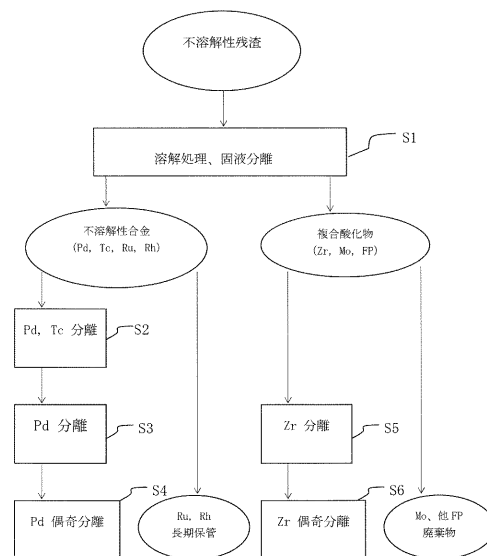 不溶解性残渣
溶解処理、固液分離
S1
不溶解性合金
(Pd, Tc, Ru, Rh)
複合酸化物
(Zr, Mo, FP)
Pd, Tc 分離
S2
Pd 分離
S3
Zr 分離
S5
Pd 偶奇分離
S4
Ru, Rh
長期保管
Zr 偶奇分離
S6
Mo、他FP
廃棄物